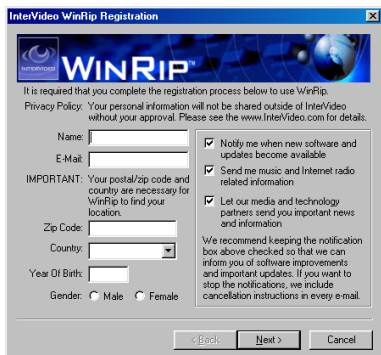 InterVideo WinRip Registration
INTERVIDEO
WINRIP™
It is required that you complete the registration process below to use WinRip.
Privacy Policy: Your personal information will not be shared outside of InterVideo
without your approval. Please see the www.InterVideo.com for details.
Name:
E-Mail:
IMPORTANT: Your postal/zip code and
country are necessary for
WinRip to find your
location.
Zip Code:
Country:
Year Of Birth:
Gender: Male Female
Notify me when new software and
updates become available
Send me music and Internet radio
related information
Let our media and technology
partners send you important news
and information
We recommend keeping the notification
box above checked so that we can
inform you of software improvements
and important updates. If you want to
stop the notifications, we include
cancellation instructions in every e-mail.
< Back Next > Cancel